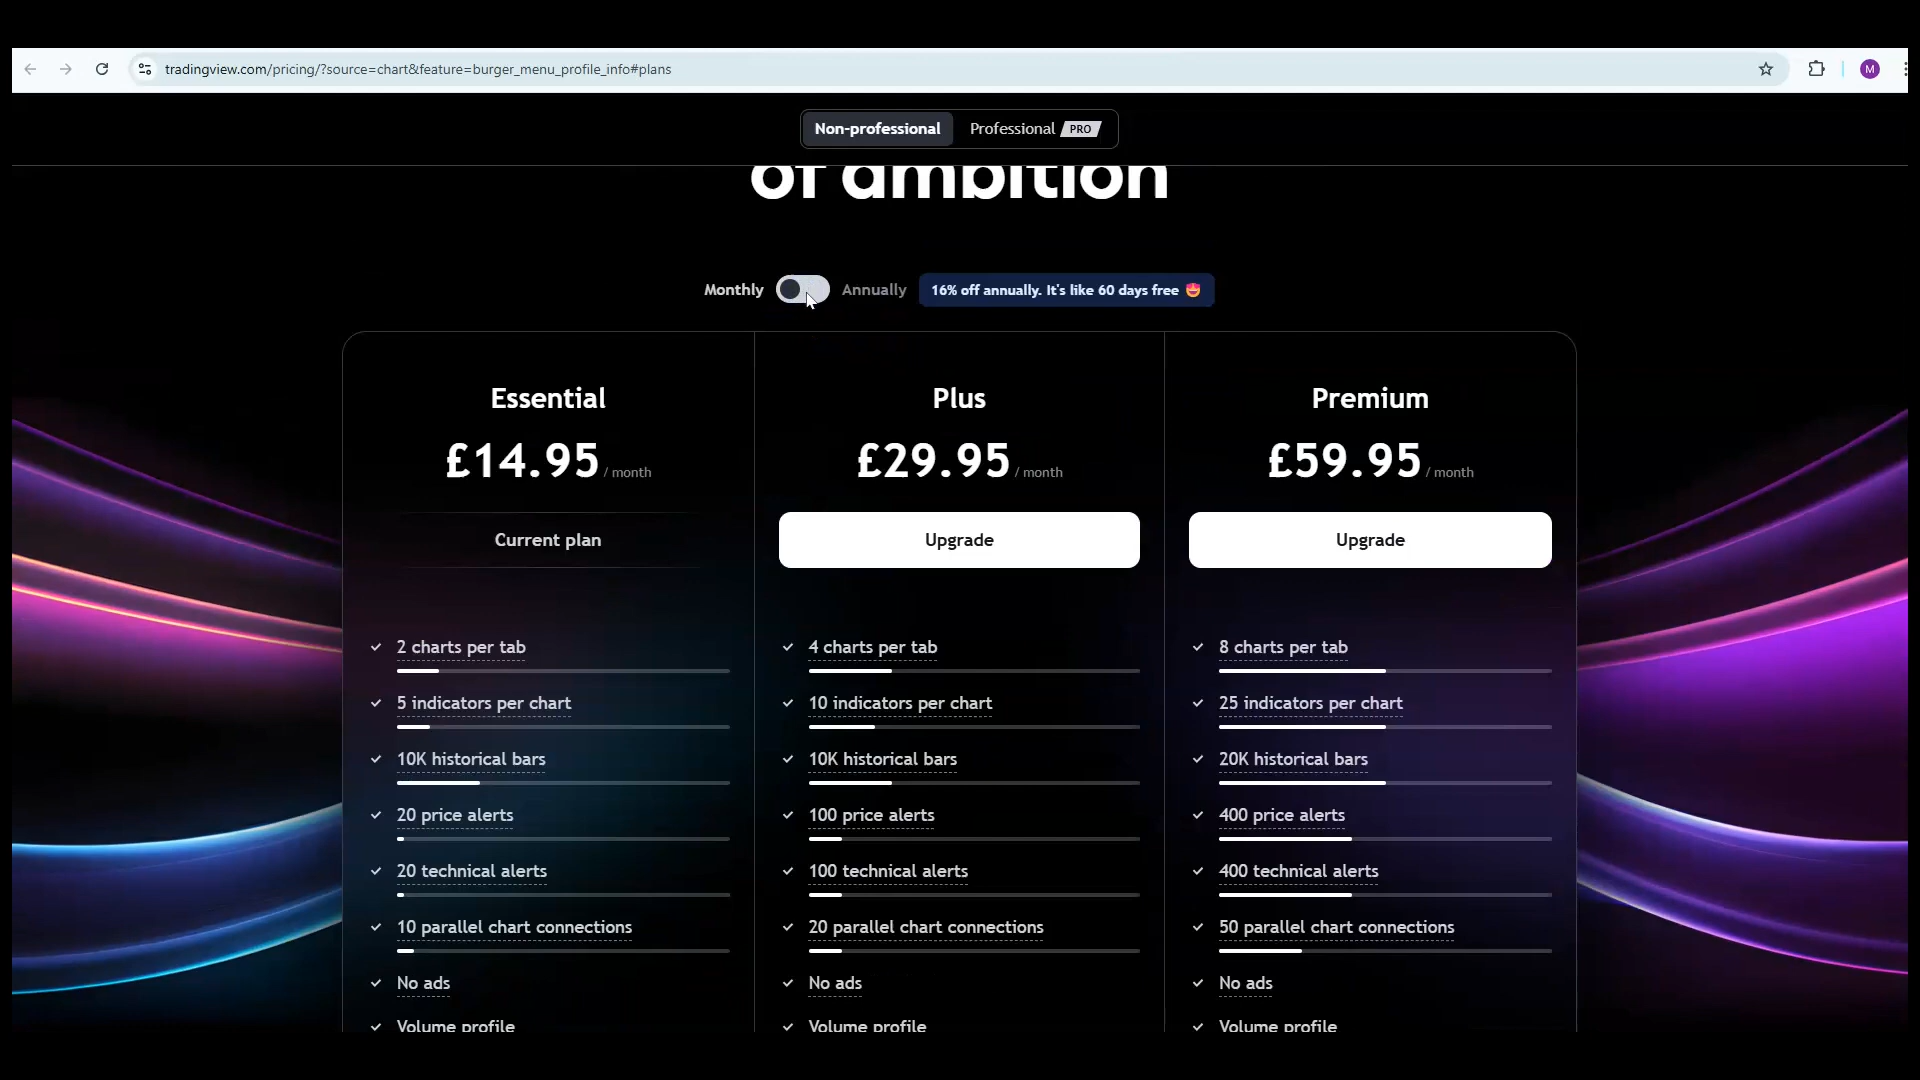 tradingview.com/pricing/?source=chart&feature=burger_menu_profile_info#plans
M
Non-professional
Professional PRO
of ambition
Monthly
Annually
16% off annually. It's like 60 days free 🤩
Essential
£14.95 / month
Current plan
2 charts per tab
5 indicators per chart
10K historical bars
20 price alerts
20 technical alerts
10 parallel chart connections
No ads
Volume profile
Plus
£29.95 / month
Upgrade
4 charts per tab
10 indicators per chart
10K historical bars
100 price alerts
100 technical alerts
20 parallel chart connections
No ads
Volume profile
Premium
£59.95 / month
Upgrade
8 charts per tab
25 indicators per chart
20K historical bars
400 price alerts
400 technical alerts
50 parallel chart connections
No ads
Volume profile